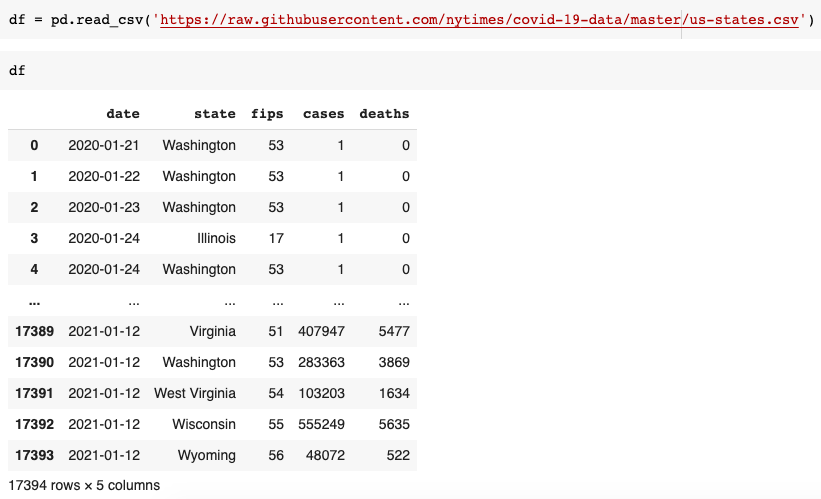 df = pd.read_csv('https://raw.githubusercontent.com/nytimes/covid-19-data/master/us-states.csv')
df
date state fips cases deaths
0 2020-01-21 Washington 53 1 0
1 2020-01-22 Washington 53 1 0
2 2020-01-23 Washington 53 1 0
3 2020-01-24 Illinois 17 1 0
4 2020-01-24 Washington 53 1 0
... ... ... ... ... ...
17389 2021-01-12 Virginia 51 407947 5477
17390 2021-01-12 Washington 53 283363 3869
17391 2021-01-12 West Virginia 54 103203 1634
17392 2021-01-12 Wisconsin 55 555249 5635
17393 2021-01-12 Wyoming 56 48072 522
17394 rows × 5 columns